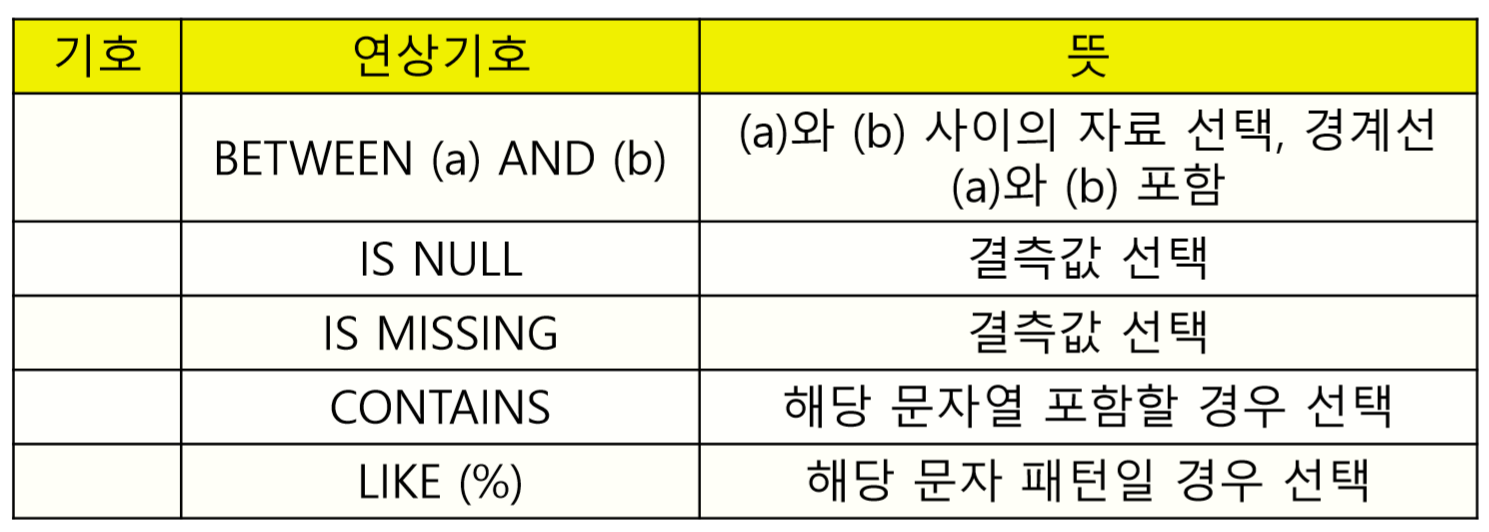 기호 연상기호 뜻
BETWEEN (a) AND (b) (a)와 (b) 사이의 자료 선택, 경계선
(a)와 (b) 포함
IS NULL 결측값 선택
IS MISSING 결측값 선택
CONTAINS 해당 문자열 포함할 경우 선택
LIKE (%) 해당 문자 패턴일 경우 선택